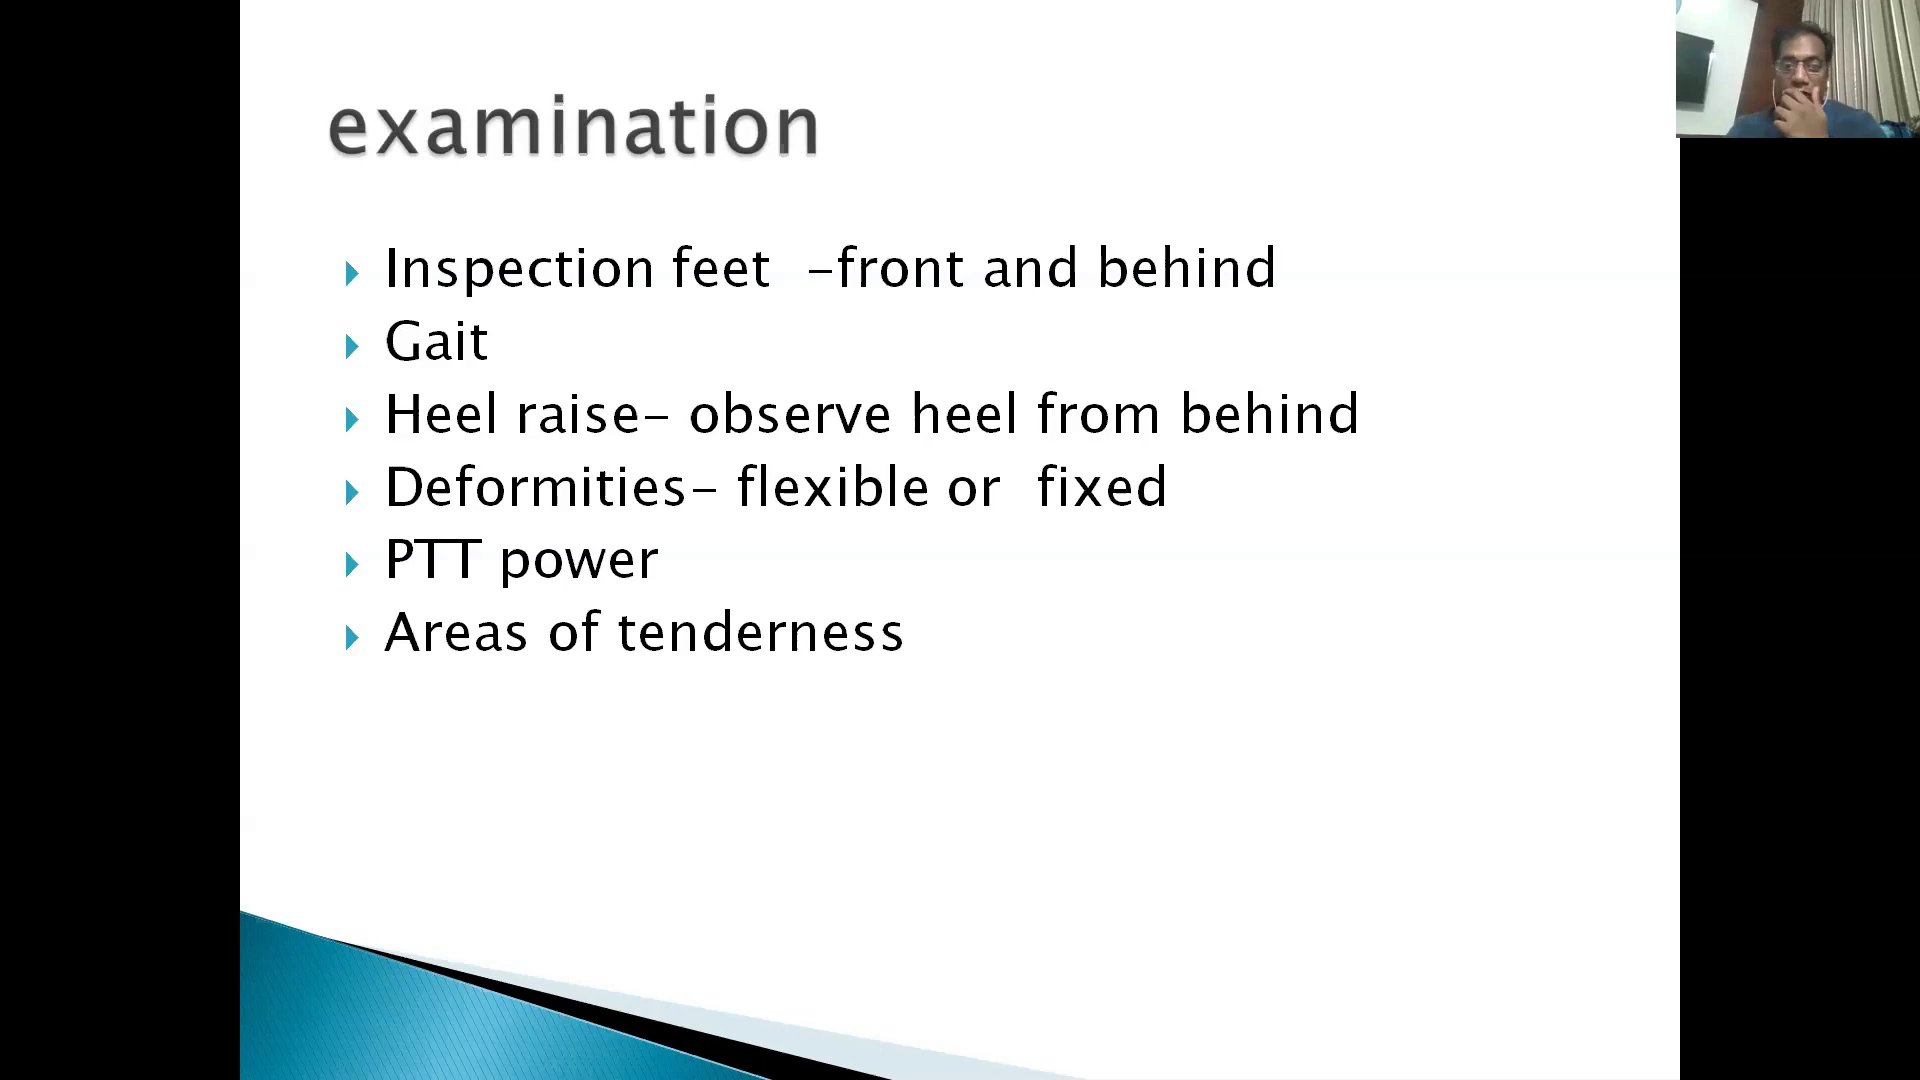 examination
Inspection feet -front and behind
Gait
Heel raise- observe heel from behind
Deformities- flexible or fixed
PTT power
Areas of tenderness